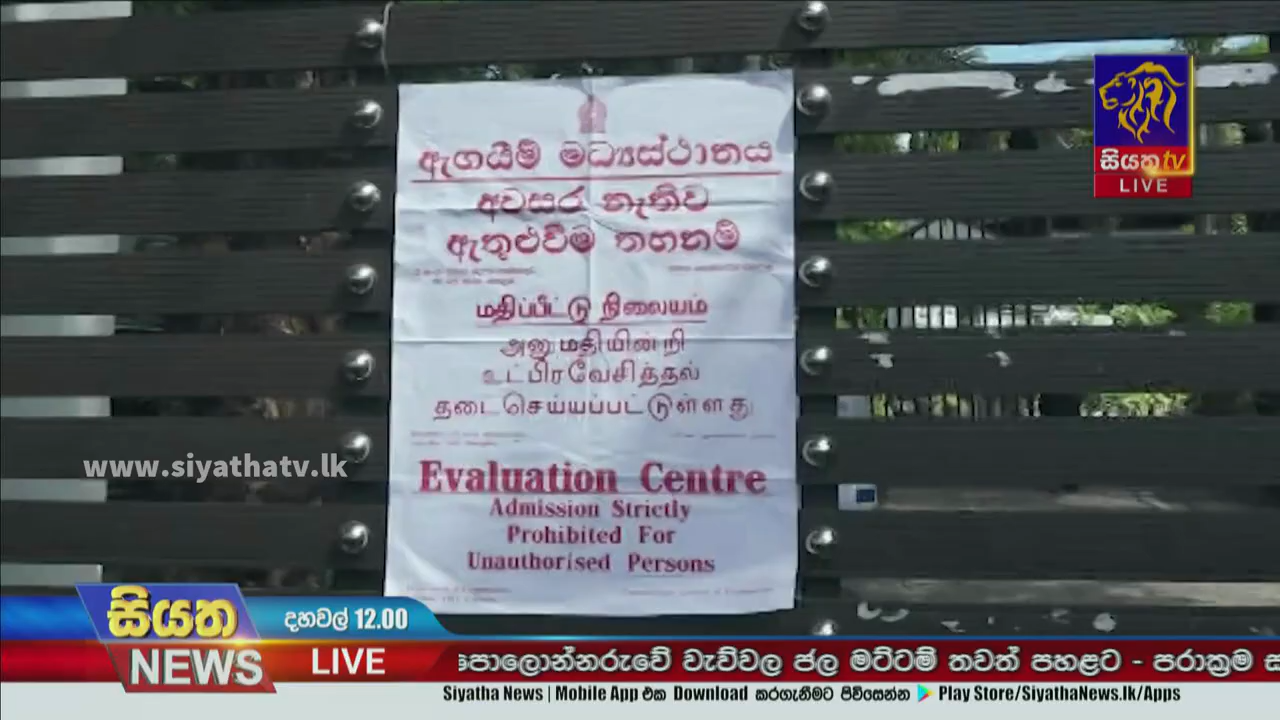 ඇගයීම් මධ්‍යස්ථානය
අවසර නැතිව
ඇතුළුවීම තහනම්
மதிப்பீட்டு நிலையம்
அனுமதியின்றி
உட்பிரவேசித்தல்
தடைசெய்யப்பட்டுள்ளது
Evaluation Centre
Admission Strictly
Prohibited For
Unauthorised Persons
සියත tv
LIVE
www.siyathatv.lk
සියත
NEWS
දහවල් 12.00
LIVE
පොලොන්නරුවේ වැව්වල ජල මට්ටම් තවත් පහළට - පරාක්‍රම ස
Siyatha News | Mobile App එක Download කරගැනීමට පිවිසෙන්න Play Store/SiyathaNews.lk/Apps